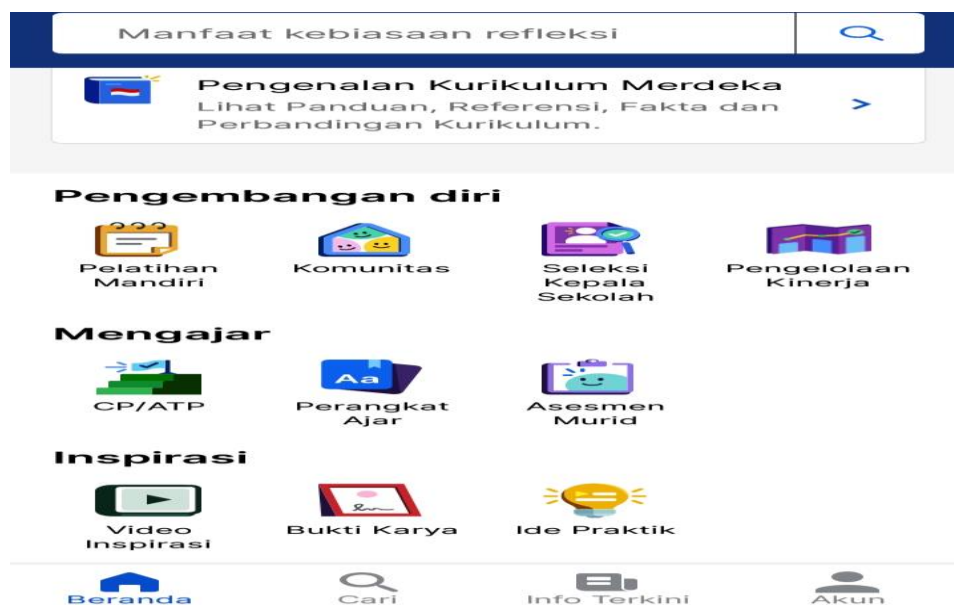 Manfaat kebiasaan refleksi
Pengenalan Kurikulum Merdeka
Lihat Panduan, Referensi, Fakta dan
Perbandingan Kurikulum.
Pengembangan diri
Pelatihan
Mandiri
Komunitas
Seleksi
Kepala
Sekolah
Pengelolaan
Kinerja
Mengajar
CP/ATP
Aa
Perangkat
Ajar
Asesmen
Murid
Inspirasi
Video
Inspirasi
Bukti Karya
Ide Praktik
Beranda
Cari
Info Terkini
Akun